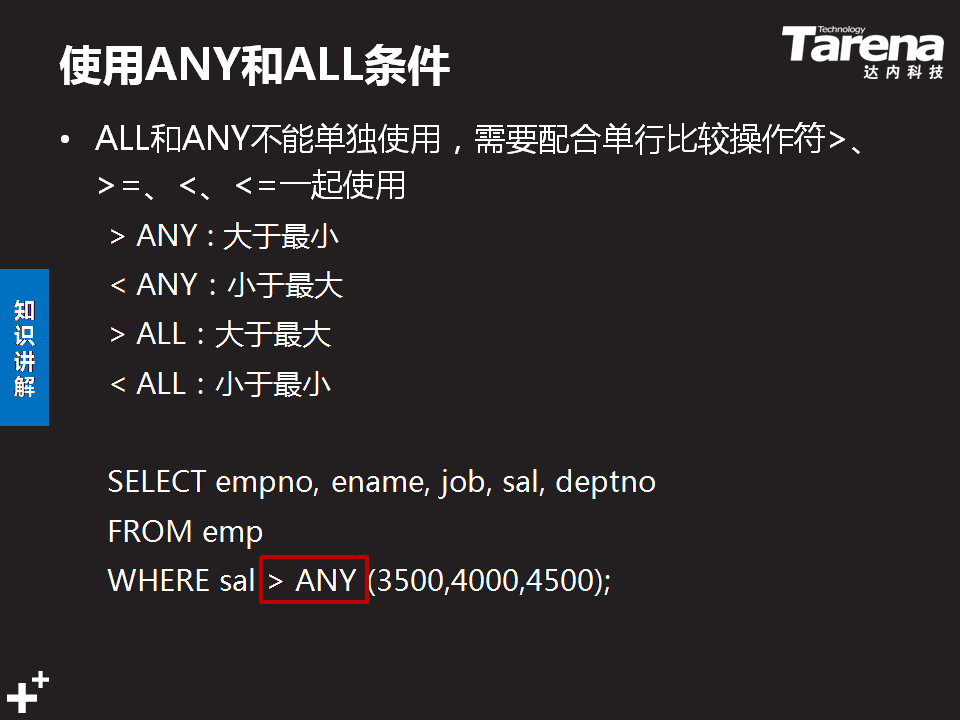 使用ANY和ALL条件
Technology
Tarena
达内科技
• ALL和ANY不能单独使用，需要配合单行比较操作符>、
>=、<、<=一起使用
> ANY : 大于最小
< ANY：小于最大
> ALL：大于最大
< ALL：小于最小
知识讲解
SELECT empno, ename, job, sal, deptno
FROM emp
WHERE sal > ANY (3500,4000,4500);